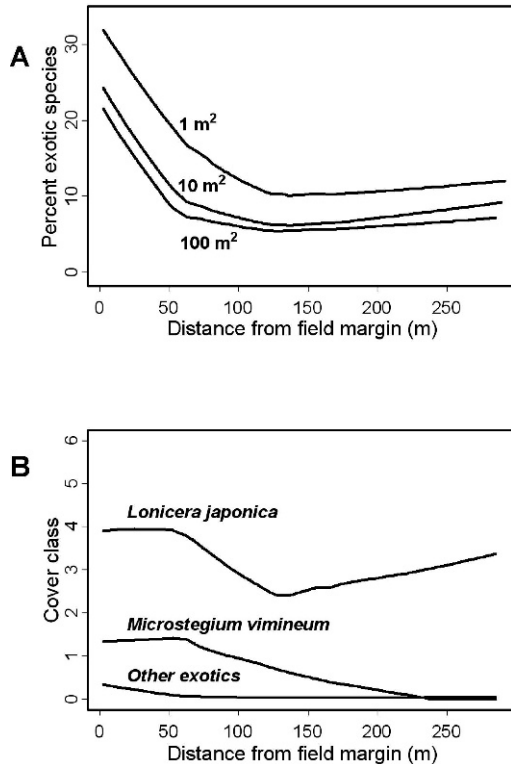 A
Percent exotic species
30
20
10
0
1 m²
10 m²
100 m²
0 50 100 150 200 250
Distance from field margin (m)
B
Cover class
6
5
4
3
2
1
0
Lonicera japonica
Microstegium vimineum
Other exotics
0 50 100 150 200 250
Distance from field margin (m)